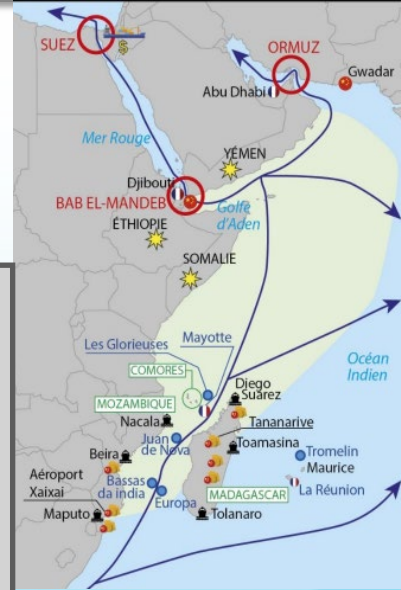 SUEZ
$
ORMUZ
Gwadar
Abu Dhabi
Mer Rouge
YÉMEN
Djibouti
BAB EL-MANDEB
Golfe
d'Aden
ÉTHIOPIE
SOMALIE
Les Glorieuses
Mayotte
Océan
Indien
COMORES
Diego
Suárez
MOZAMBIQUE
Nacala
Tananarive
Juan
de Nova
Toamasina
Beira
Tromelin
Aéroport
Xaixai
Bassas
da india
Maurice
La Réunion
Europa
MADAGASCAR
Maputo
Tolanaro